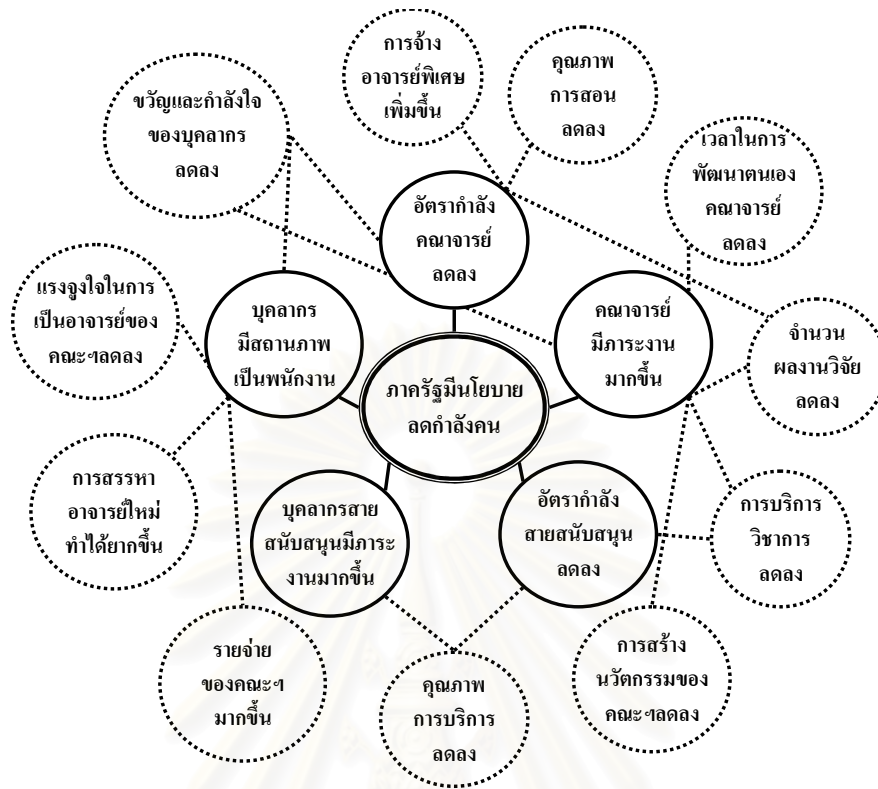 การจ้าง
อาจารย์พิเศษ
เพิ่มขึ้น
คุณภาพ
การสอน
ลดลง
ขวัญและกำลังใจ
ของบุคลากร
ลดลง
เวลาในการ
พัฒนาตนเอง
คณาจารย์
ลดลง
อัตรากำลัง
คณาจารย์
ลดลง
แรงจูงใจในการ
เป็นอาจารย์ของ
คณะฯลดลง
บุคลากร
มีสถานภาพ
เป็นพนักงาน
คณาจารย์
มีภาระงาน
มากขึ้น
จำนวน
ผลงานวิจัย
ลดลง
ภาครัฐมีนโยบาย
ลดกำลังคน
การสรรหา
อาจารย์ใหม่
ทำได้ยากขึ้น
บุคลากรสาย
สนับสนุนมีภาระ
งานมากขึ้น
อัตรากำลัง
สายสนับสนุน
ลดลง
การบริการ
วิชาการ
ลดลง
รายจ่าย
ของคณะฯ
มากขึ้น
คุณภาพ
การบริการ
ลดลง
การสร้าง
นวัตกรรมของ
คณะฯลดลง